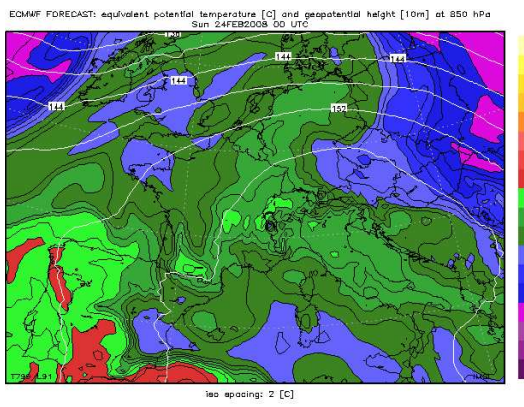 ECMWF FORECAST: equivalent potential temperature [C] and geopotential height [10m] at 850 hPa
Sun 24FEB2008 00 UTC
136
144
144
144
144
152
iso spacing: 2 [C]